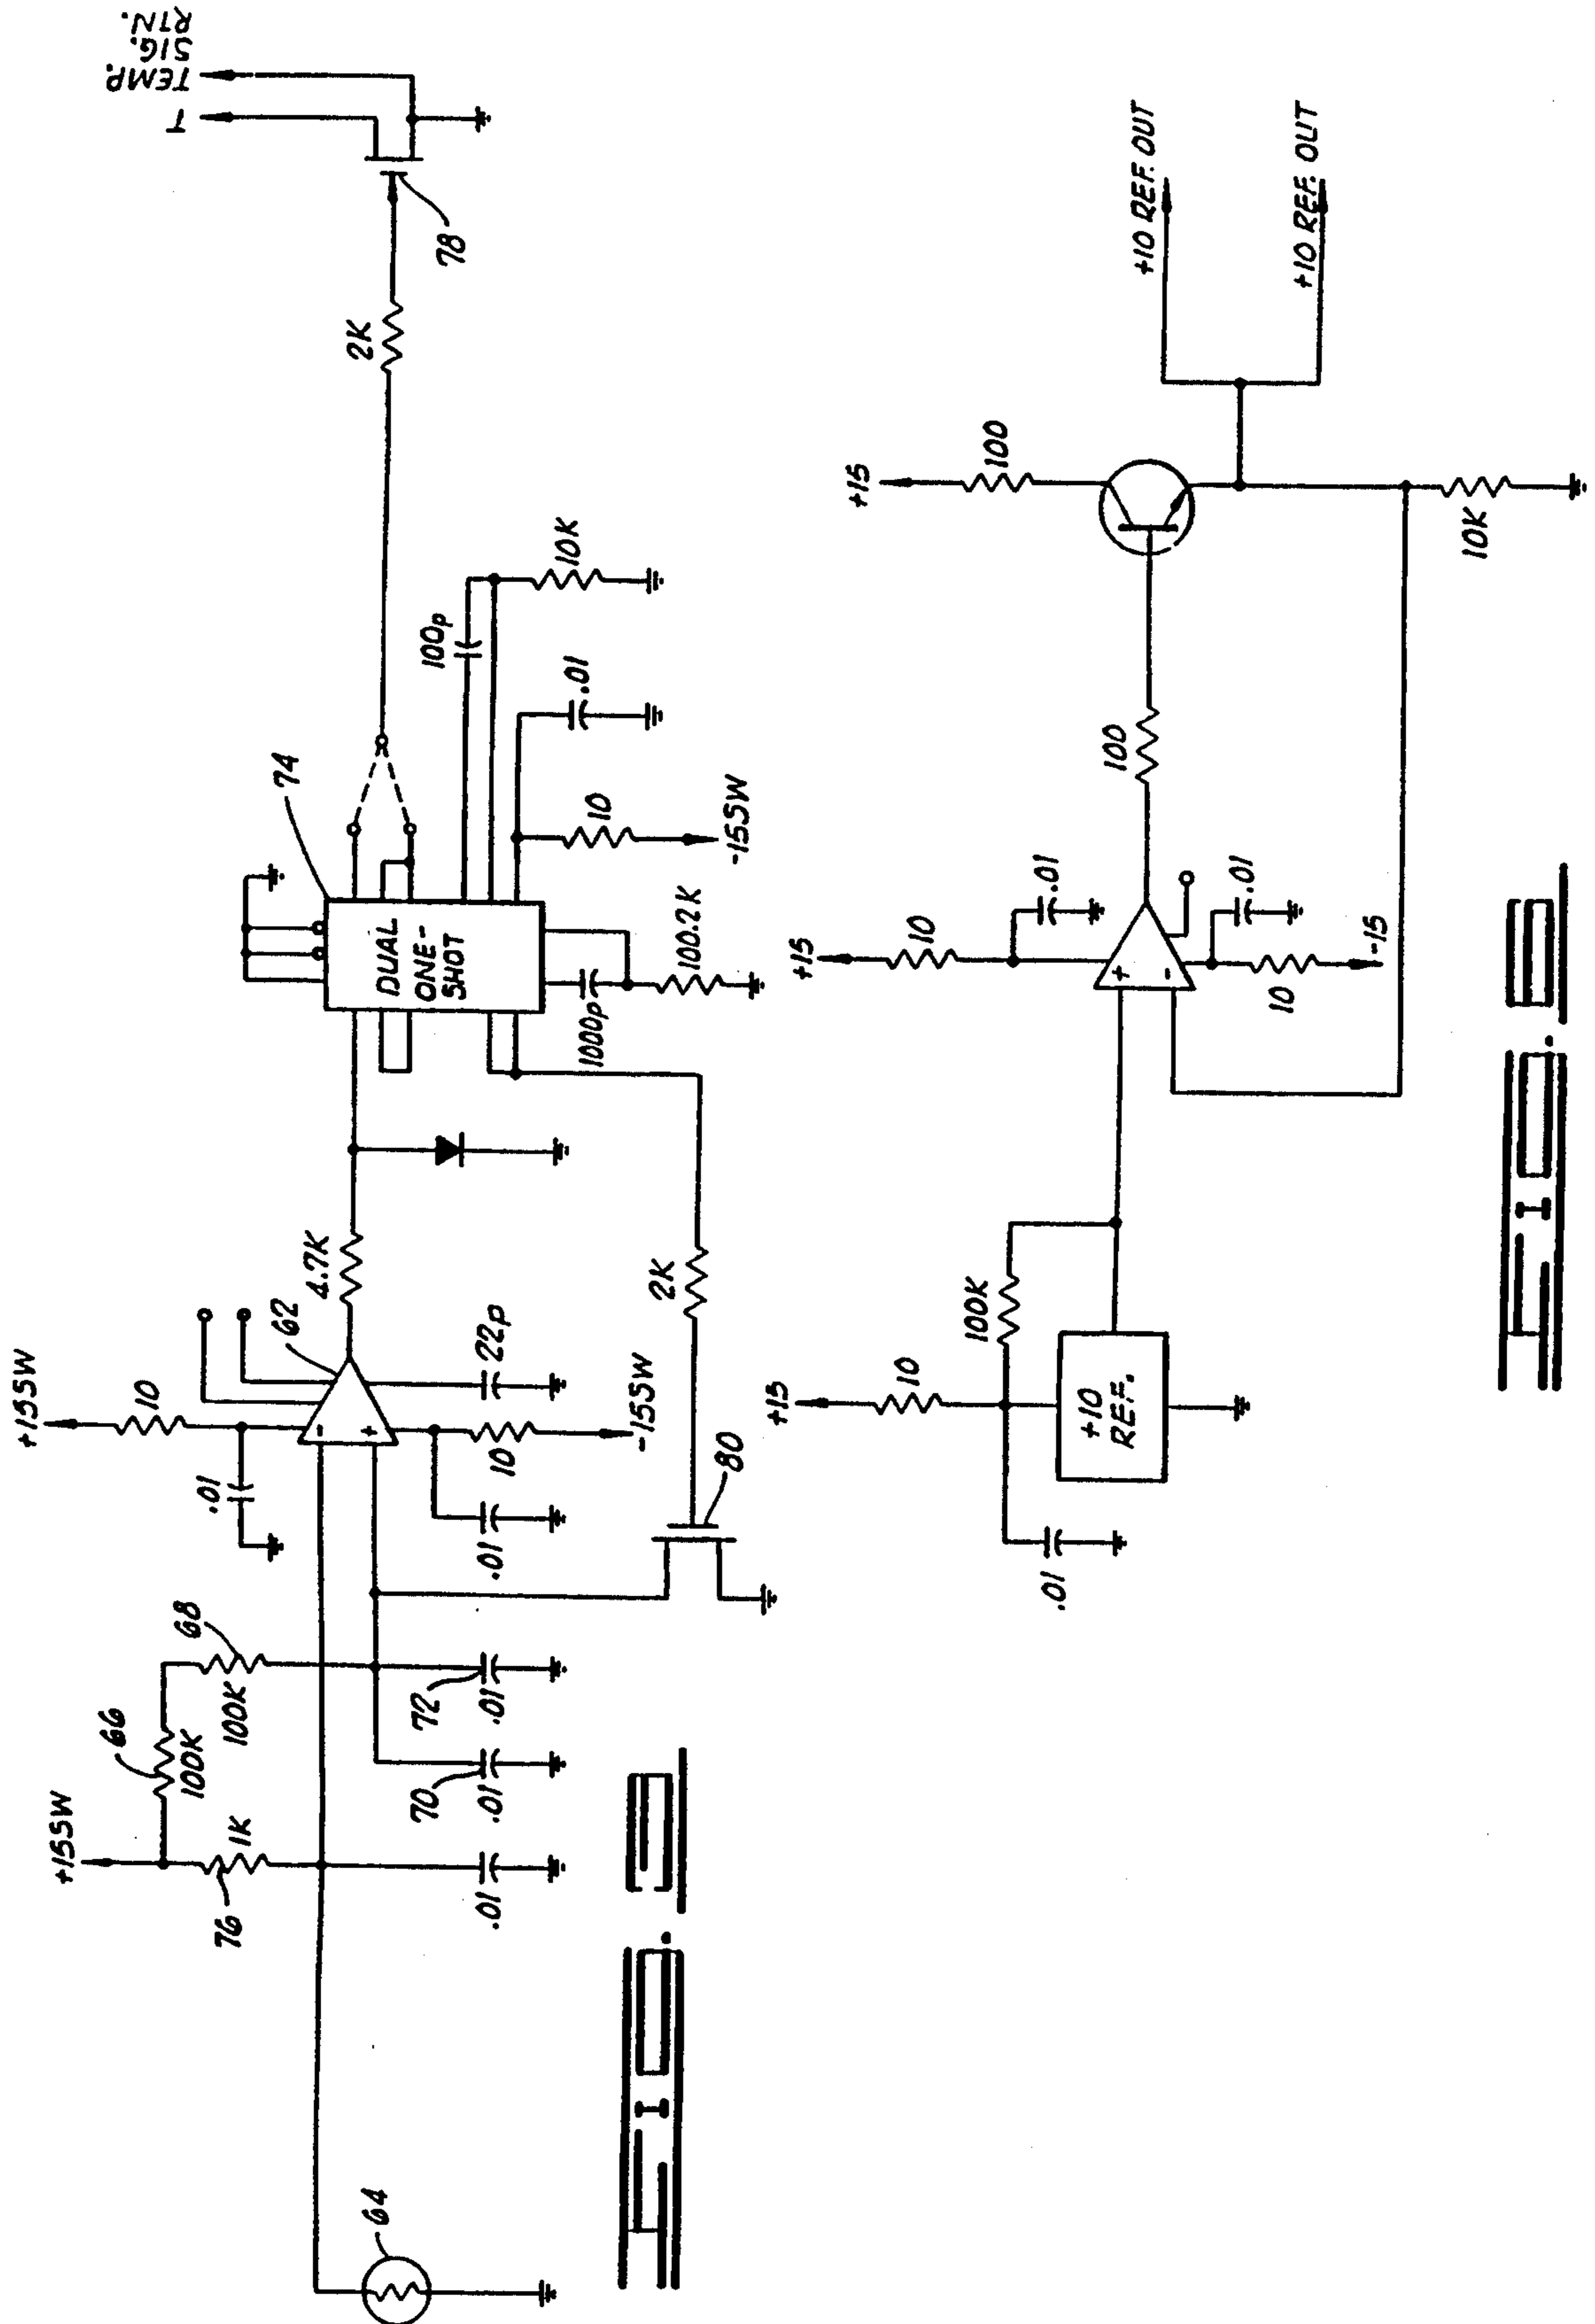 +15SW
76
1K
66
100K
68
100K
.01
70
.01
72
.01
64
+15SW
10
.01
62
22p
.01
10
-15SW
80
2K
4.7K
74
DUAL
ONE-
SHOT
1000p
100.2K
10
-15SW
.01
100p
10K
2K
78
T
TEMP.
SIG.
RTN.
FIG.
+15
10
100K
.01
+10
REF.
+15
10
.01
+
-
.01
10
-15
100
+15
100
10K
+10 REF. OUT
+10 REF. OUT
FIG. 8